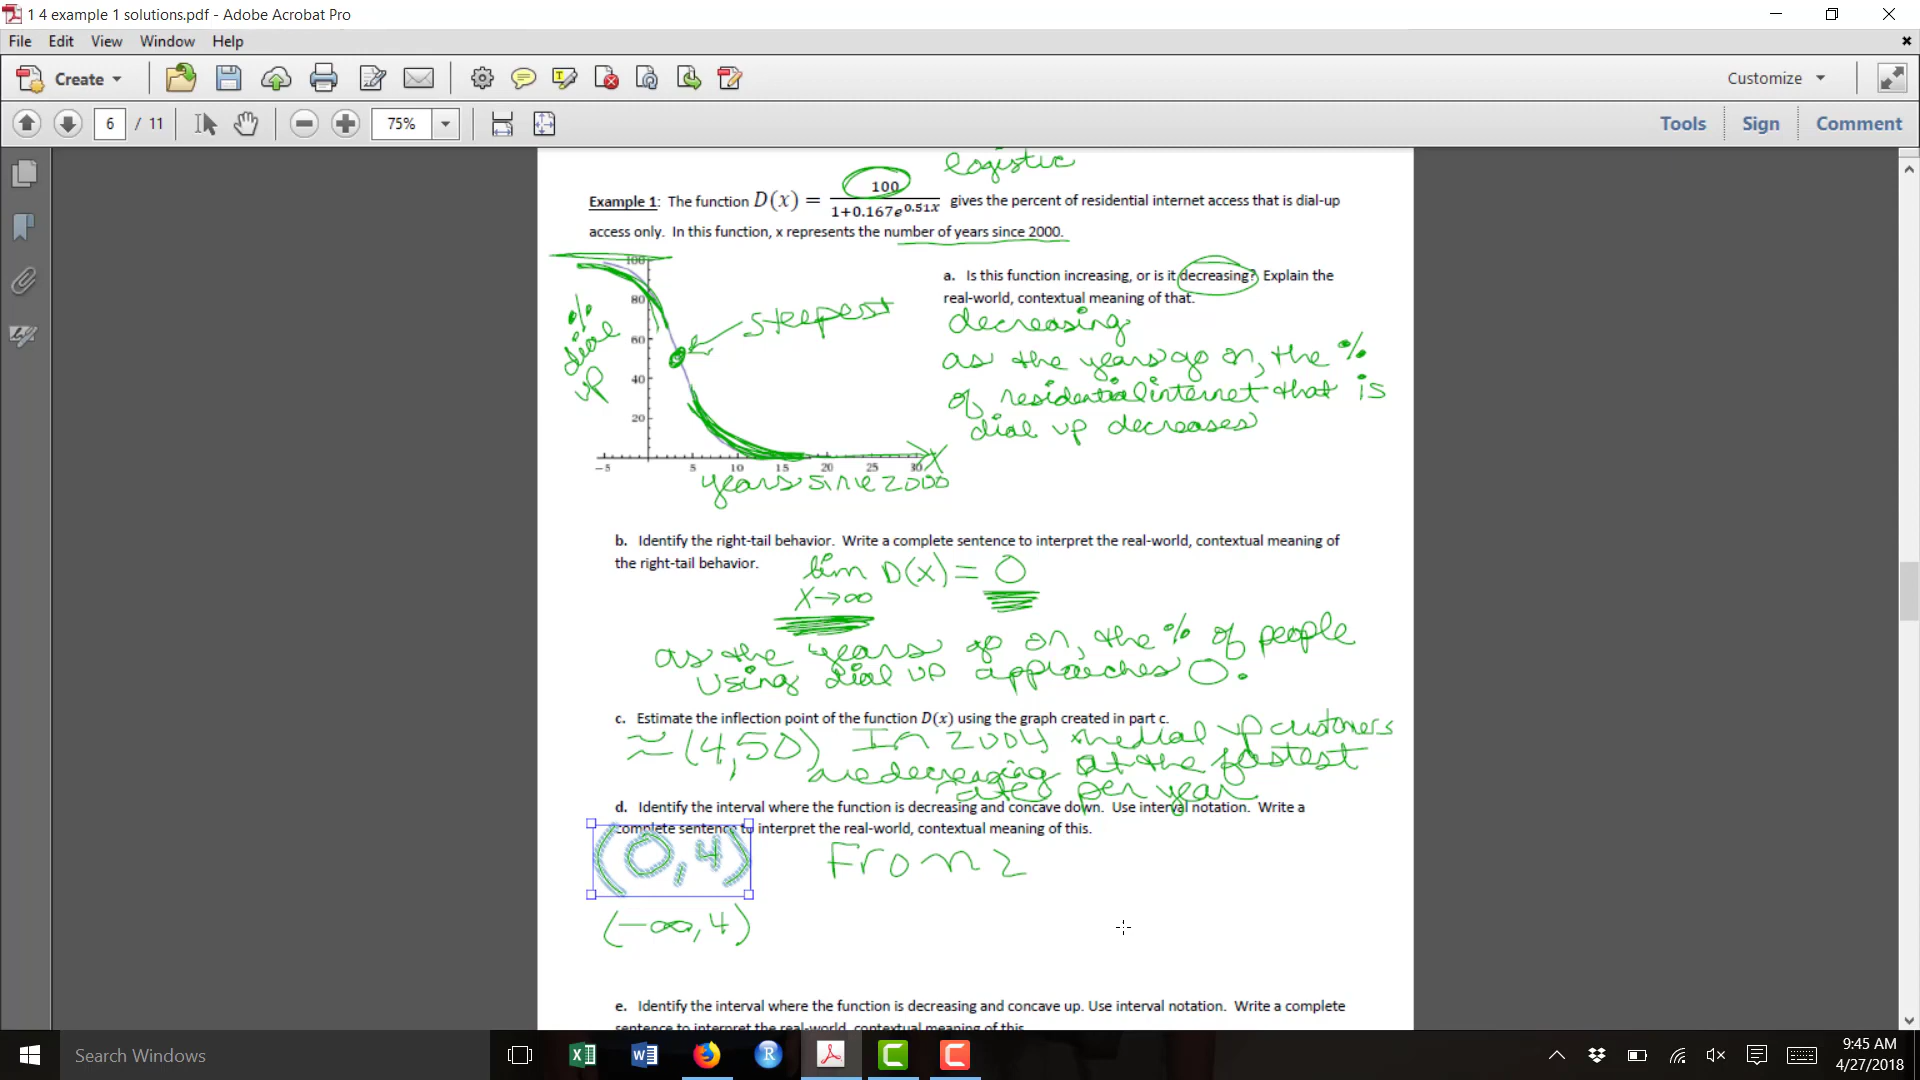 1 4 example 1 solutions.pdf - Adobe Acrobat Pro
File Edit View Window Help
Create Customize
6 / 11 75% Tools Sign Comment
logistic
Example 1: The function D(x) = 100 / 1+0.167e^0.51x gives the percent of residential internet access that is dial-up
access only. In this function, x represents the number of years since 2000.
100
80
60
40
20
-5 5 10 15 20 25 30 X
% dial up
steepest
years since 2000
a. Is this function increasing, or is it decreasing? Explain the
real-world, contextual meaning of that.
decreasing
as the years go on, the %
of residential internet that is
dial up decreases
b. Identify the right-tail behavior. Write a complete sentence to interpret the real-world, contextual meaning of
the right-tail behavior.
lim D(x) = 0
X→∞
as the years go on, the % of people
using dial up approaches 0.
c. Estimate the inflection point of the function D(x) using the graph created in part c.
≈ (4,50) In 2004 the dial up customers
are decreasing at the fastest
rates per year
d. Identify the interval where the function is decreasing and concave down. Use interval notation. Write a
complete sentence to interpret the real-world, contextual meaning of this.
(0,4) From 2
(-∞,4)
e. Identify the interval where the function is decreasing and concave up. Use interval notation. Write a complete
sentence to interpret the real-world, contextual meaning of this.
Search Windows
9:45 AM
4/27/2018